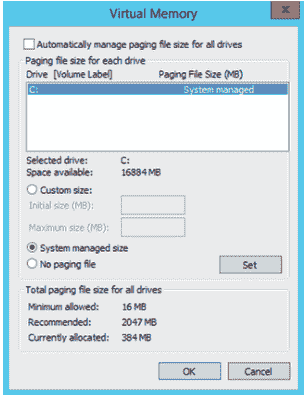 Virtual Memory
x
Automatically manage paging file size for all drives
Paging file size for each drive
Drive [Volume Label] Paging File Size (MB)
C: System managed
Selected drive: C:
Space available: 16884 MB
Custom size:
Initial size (MB):
Maximum size (MB):
System managed size
No paging file
Set
Total paging file size for all drives
Minimum allowed: 16 MB
Recommended: 2047 MB
Currently allocated: 384 MB
OK Cancel